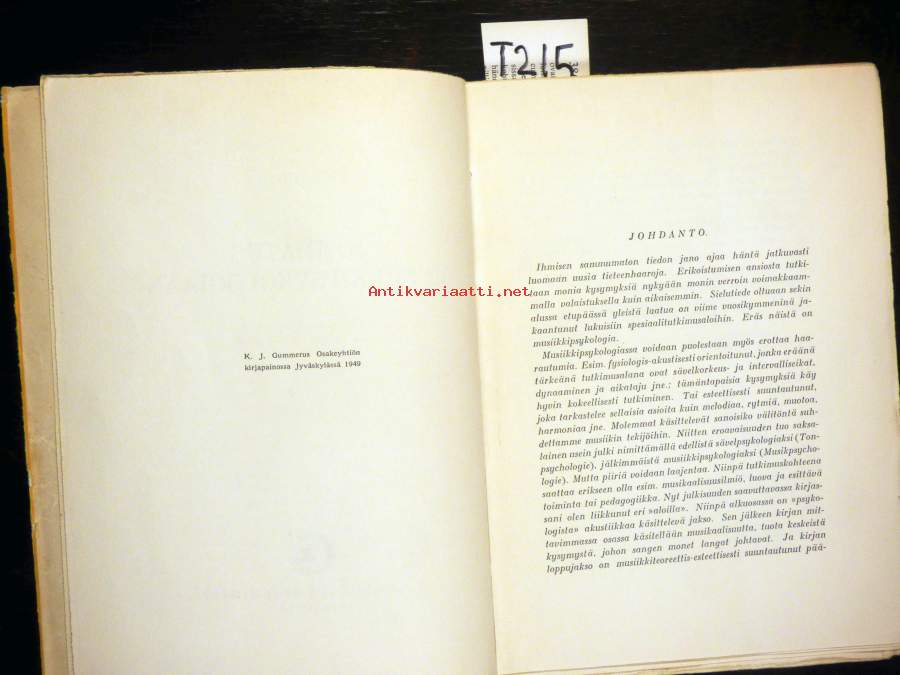 T215
K. J. Gummerus Osakeyhtiön
kirjapainossa Jyväskylässä 1949
Antikvariaatti.net
JOHDANTO.
Ihmisen sammumaton tiedon jano ajaa häntä jatkuvasti
luomaan uusia tieteenhaaroja. Erikoistumisen ansiosta tutki-
taan monia kysymyksiä nykyään monin verroin voimakkaam-
malla valaistuksella kuin aikaisemmin. Sielutiede oltuaan sekin
alussa etupäässä yleistä laatua on viime vuosikymmeninä ja-
kaantunut lukuisiin spesiaalitutkimusaloihin. Eräs näistä on
musiikkipsykologia.
Musiikkipsykologiassa voidaan puolestaan myös erottaa haa-
rautumia. Esim. fysiologis-akustisesti orientoitunut, jonka eräänä
tärkeänä tutkimusalana ovat sävelkorkeus- ja intervalliseikat,
dynaaminen ja aikataju jne.; tämäntapaisia kysymyksiä käy
hyvin kokeellisesti tutkiminen. Tai esteettisesti suuntautunut,
joka tarkastelee sellaisia asioita kuin melodiaa, rytmiä, muotoa,
harmoniaa jne. Molemmat käsittelevät sanoisiko välitöntä suh-
dettamme musiikin tekijöihin. Niitten eroavaisuuden tuo saksa-
lainen usein julki nimittämällä edellistä sävelpsykologiaksi (Ton-
psychologie), jälkimmäistä musiikkipsykologiaksi (Musikpsycho-
logie). Mutta piiriä voidaan laajentaa. Niinpä tutkimuskohteena
saattaa erikseen olla esim. musikaalisuusilmiö, luova ja esittävä
toiminta tai pedagogiikka. Nyt julkisuuden saavuttavassa kirjas-
sani olen liikkunut eri »aloilla». Niinpä alkuosassa on »psyko-
logista» akustiikkaa käsittelevä jakso. Sen jälkeen kirjan mit-
tavimmassa osassa käsitellään musikaalisuutta, tuota keskeistä
kysymystä, johon sangen monet langat johtavat. Ja kirjan
loppujakso on musiikkiteoreettis-esteettisesti suuntautunut pää-